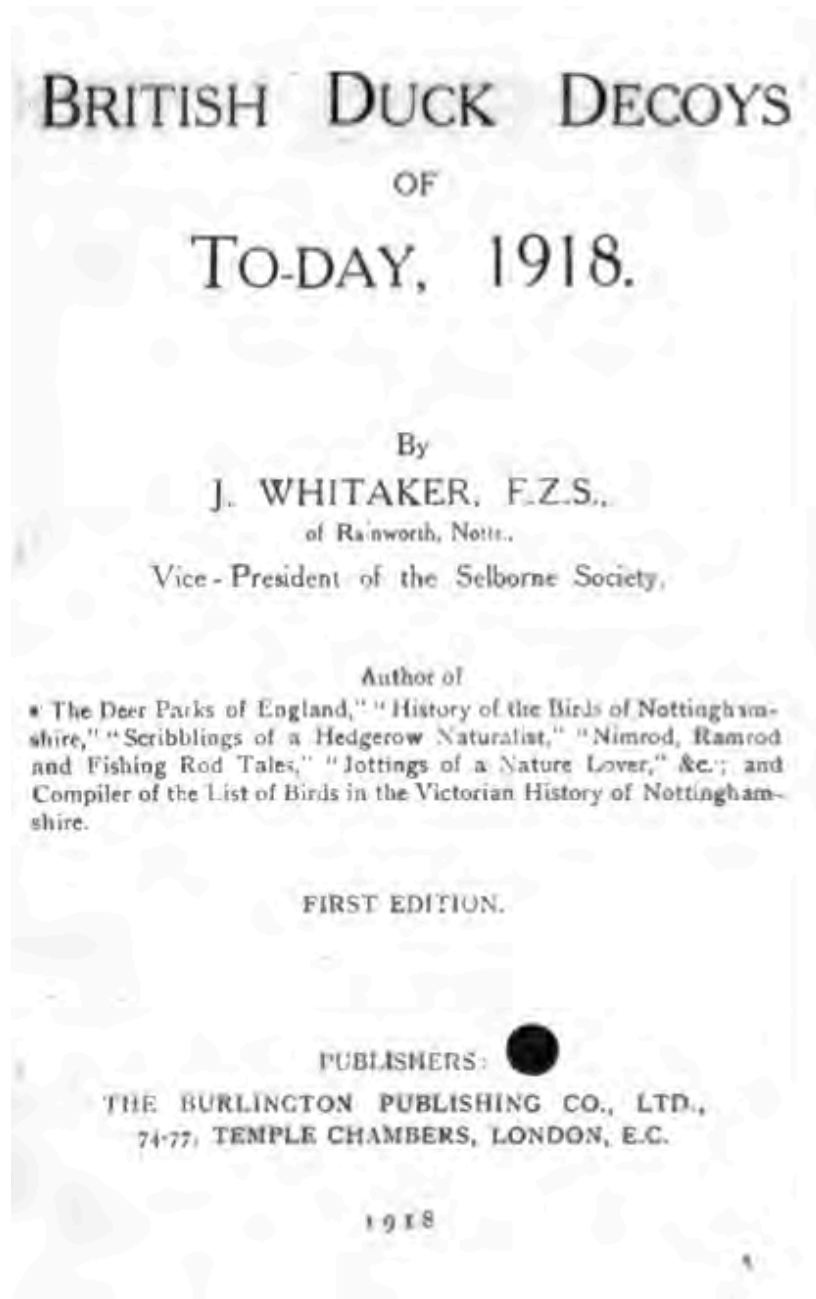 BRITISH DUCK DECOYS
OF
TO-DAY, 1918.
By
J. WHITAKER, F.Z.S.,
of Rainworth, Notts.,
Vice-President of the Selborne Society,
Author of
"The Deer Parks of England," "History of the Birds of Nottingham-
shire," "Scribblings of a Hedgerow Naturalist," "Nimrod, Ramrod
and Fishing Rod Tales," "Jottings of a Nature Lover," &c.; and
Compiler of the List of Birds in the Victorian History of Nottingham-
shire.
FIRST EDITION.
PUBLISHERS:
THE BURLINGTON PUBLISHING CO., LTD.,
74-77, TEMPLE CHAMBERS, LONDON, E.C.
1918